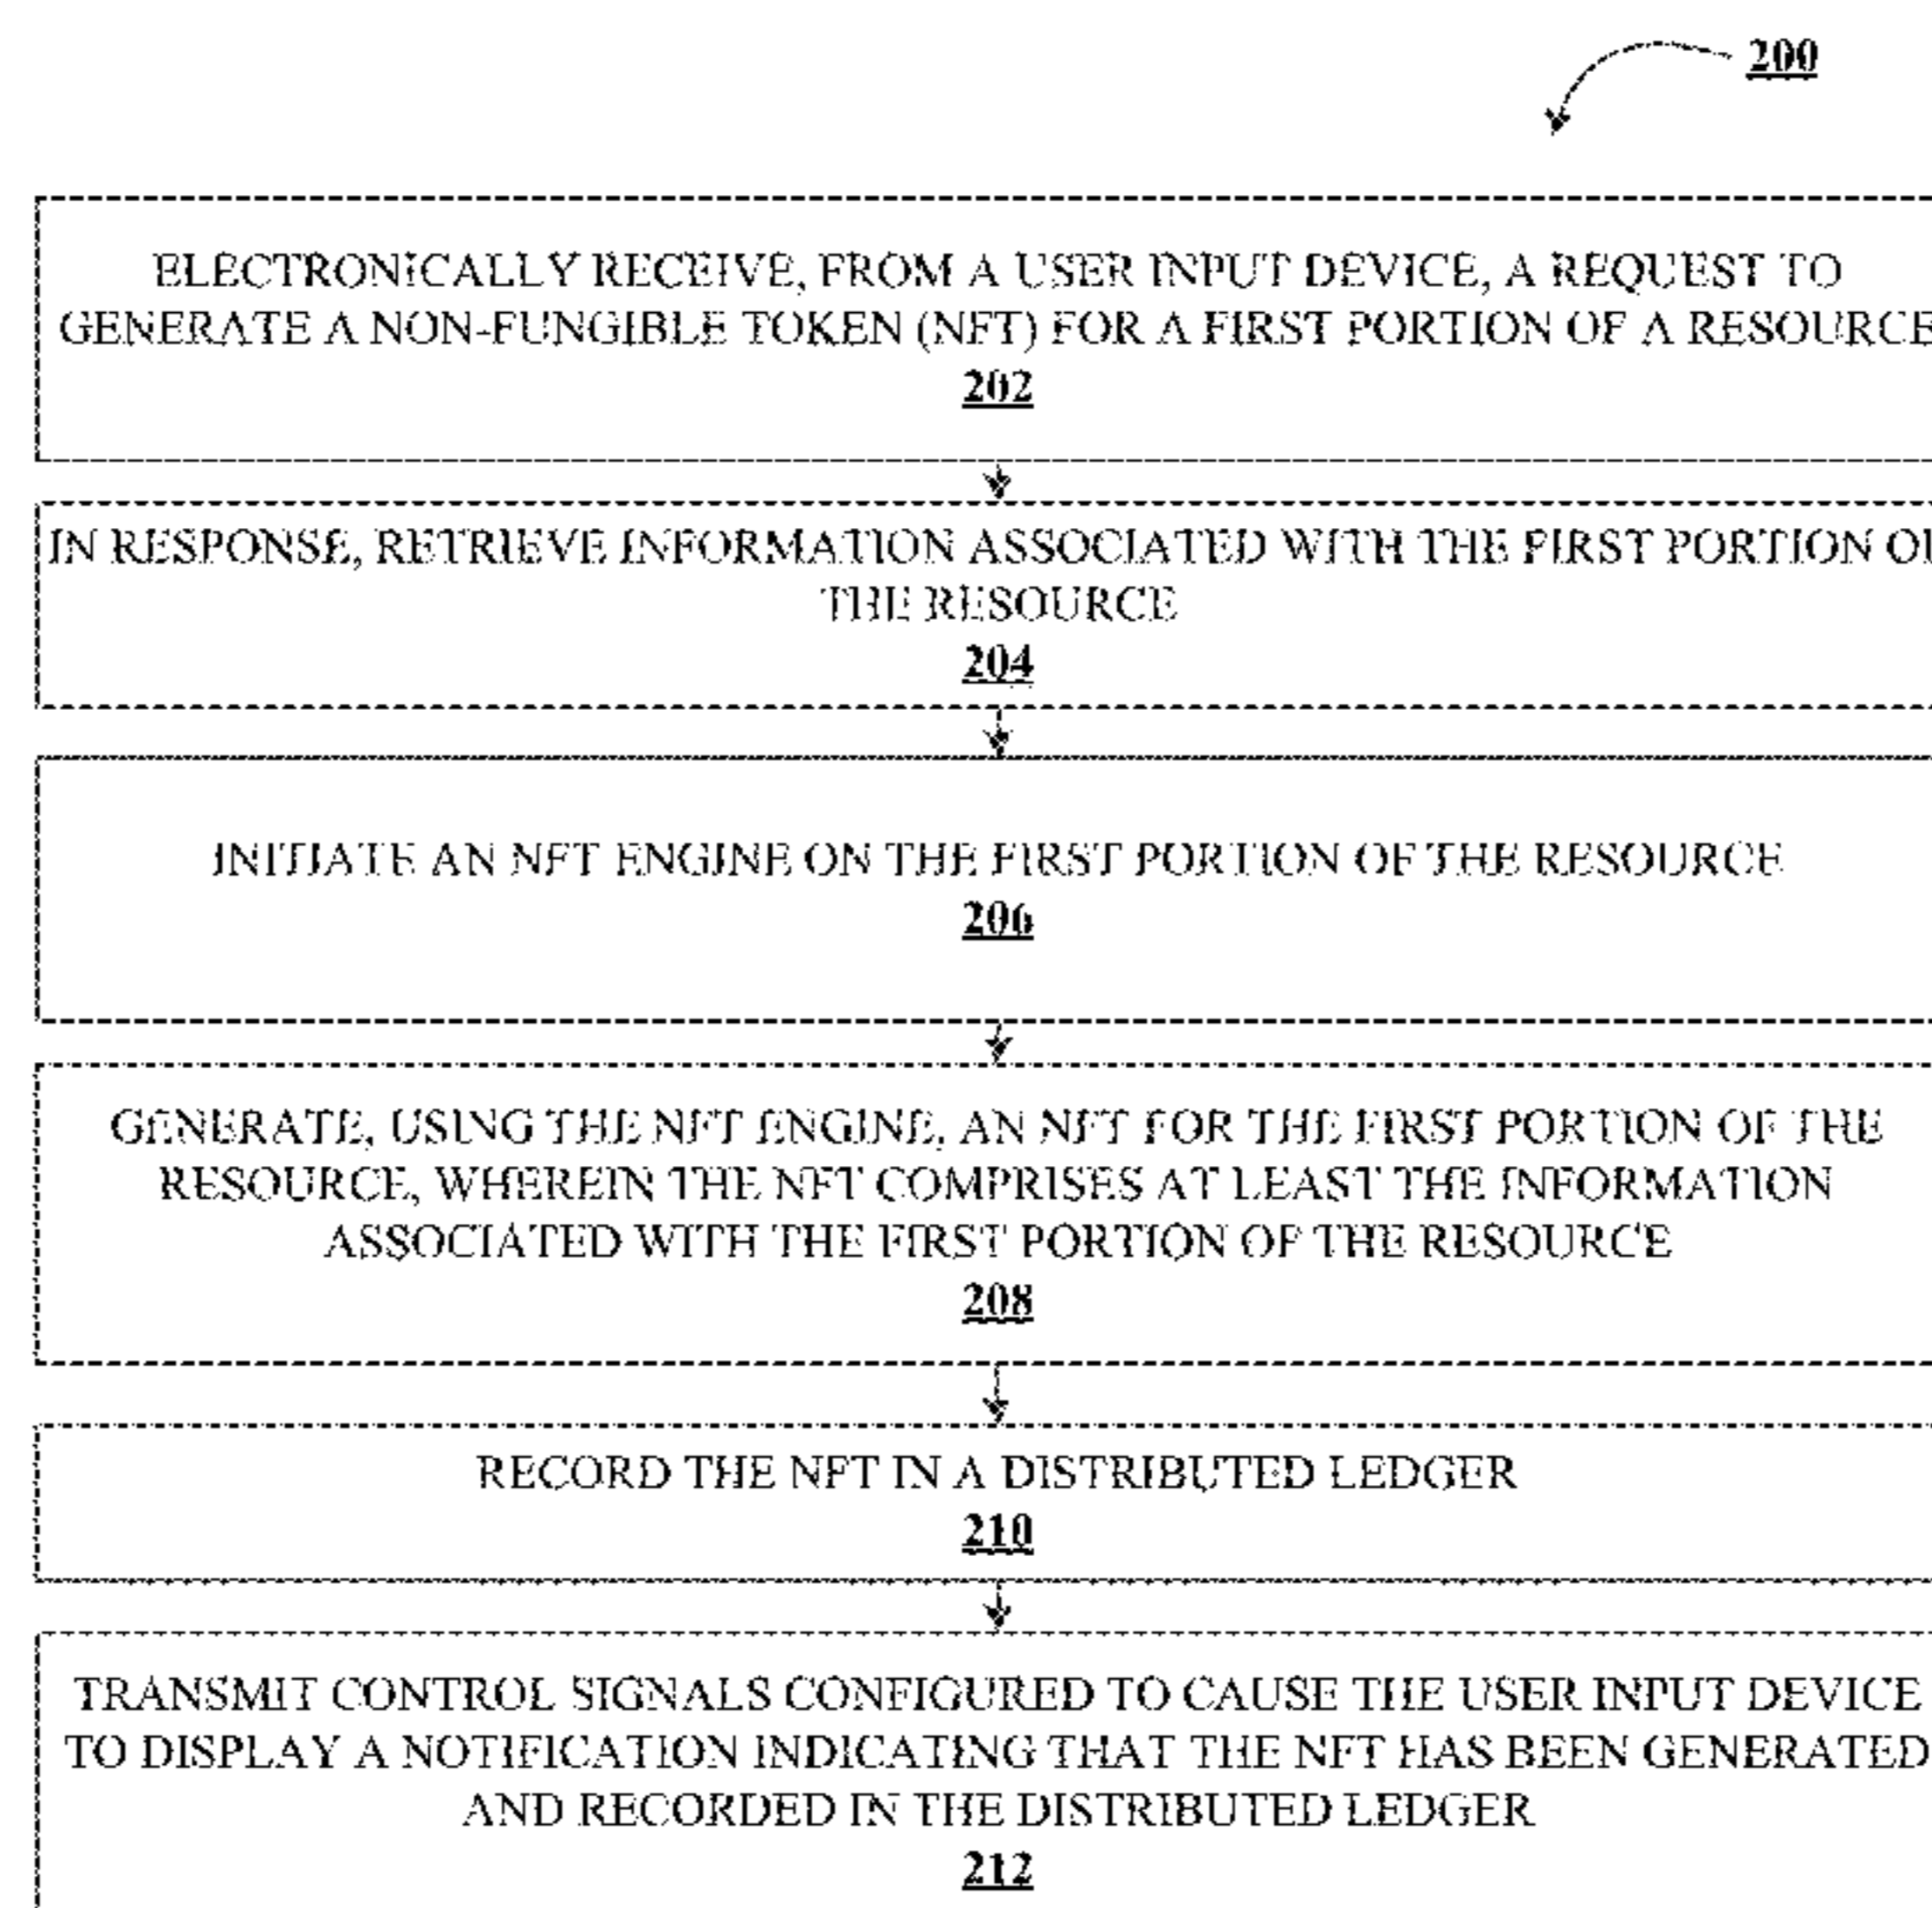 200
ELECTRONICALLY RECEIVE, FROM A USER INPUT DEVICE, A REQUEST TO
GENERATE A NON-FUNGIBLE TOKEN (NFT) FOR A FIRST PORTION OF A RESOURCE
202
IN RESPONSE, RETRIEVE INFORMATION ASSOCIATED WITH THE FIRST PORTION OF
THE RESOURCE
204
INITIATE AN NFT ENGINE ON THE FIRST PORTION OF THE RESOURCE
206
GENERATE, USING THE NFT ENGINE, AN NFT FOR THE FIRST PORTION OF THE
RESOURCE, WHEREIN THE NFT COMPRISES AT LEAST THE INFORMATION
ASSOCIATED WITH THE FIRST PORTION OF THE RESOURCE
208
RECORD THE NFT IN A DISTRIBUTED LEDGER
210
TRANSMIT CONTROL SIGNALS CONFIGURED TO CAUSE THE USER INPUT DEVICE
TO DISPLAY A NOTIFICATION INDICATING THAT THE NFT HAS BEEN GENERATED
AND RECORDED IN THE DISTRIBUTED LEDGER
212